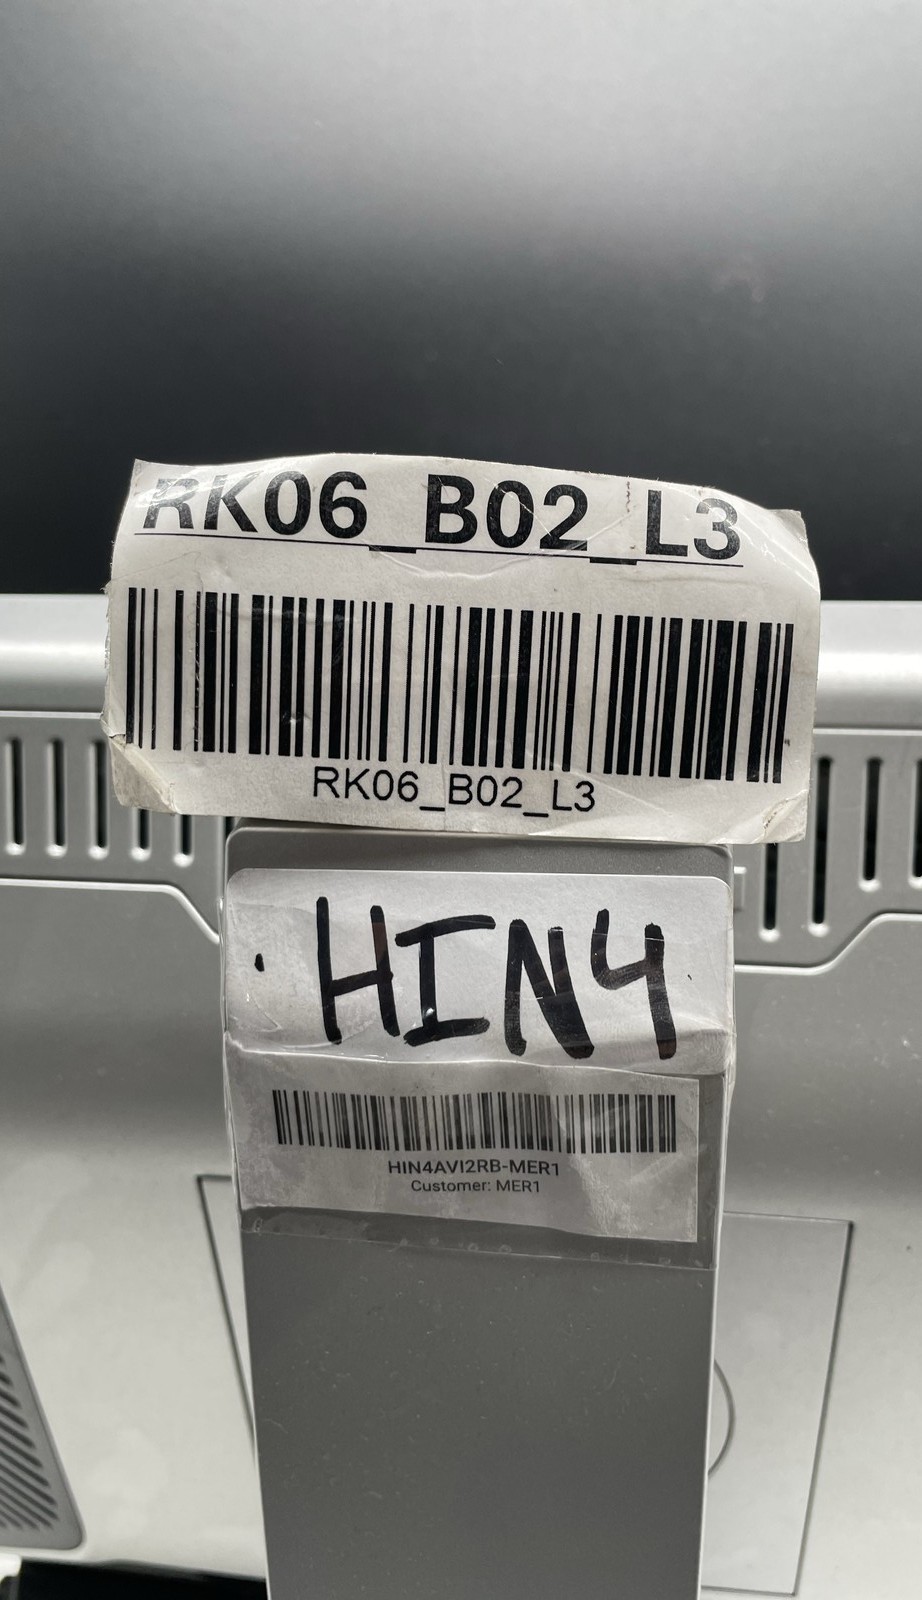 RK06_B02_L3
RK06_B02_L3
HIN4
HIN4AVI2RB-MER1
Customer: MER1